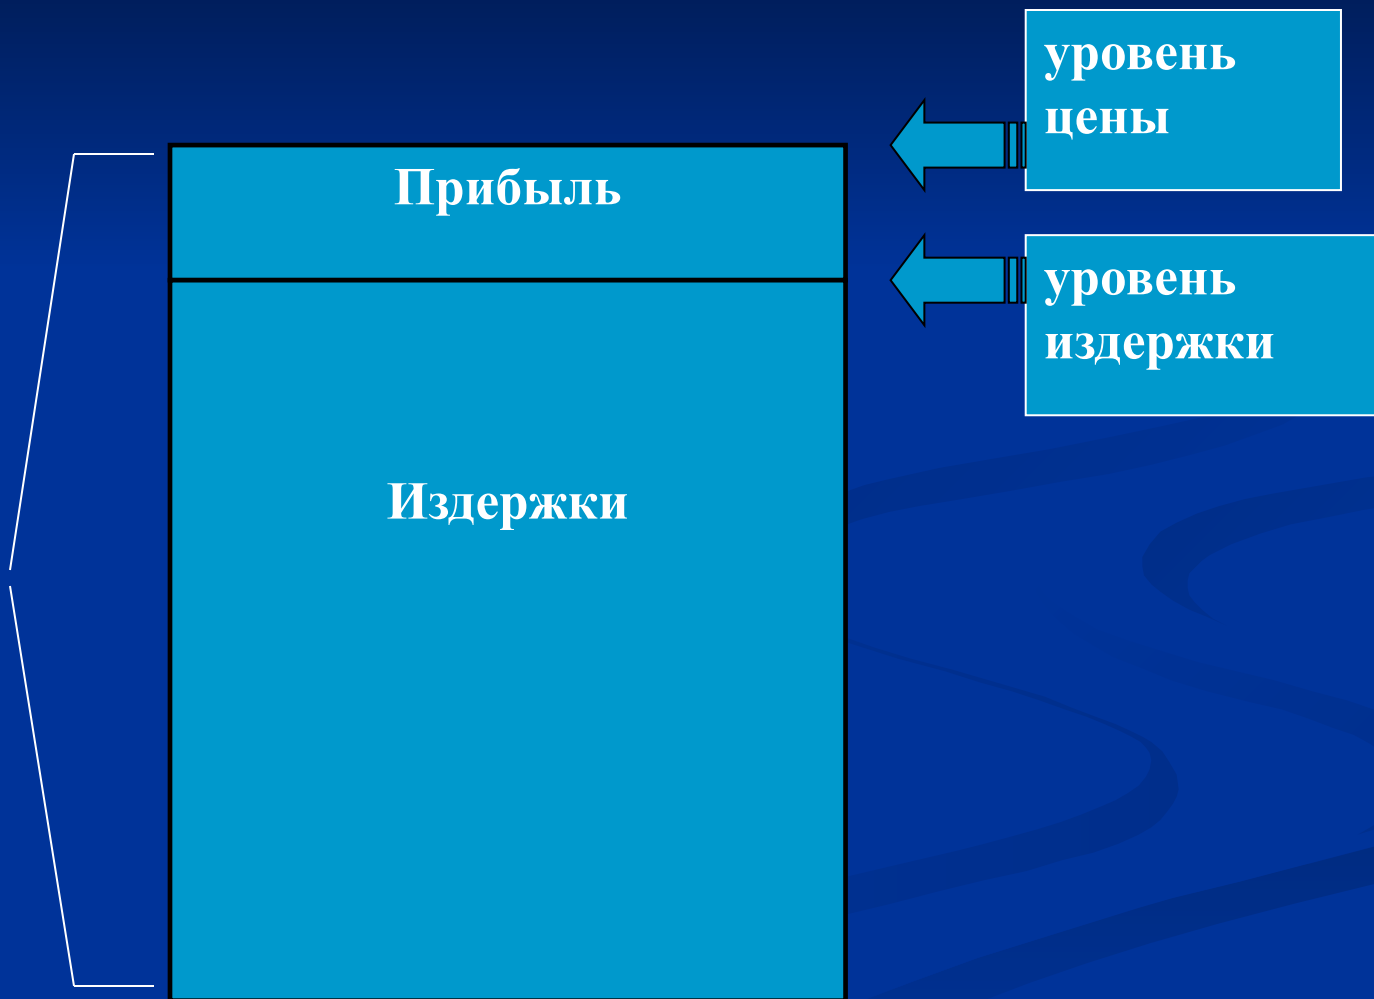 уровень
цены
Прибыль
уровень
издержки
Издержки